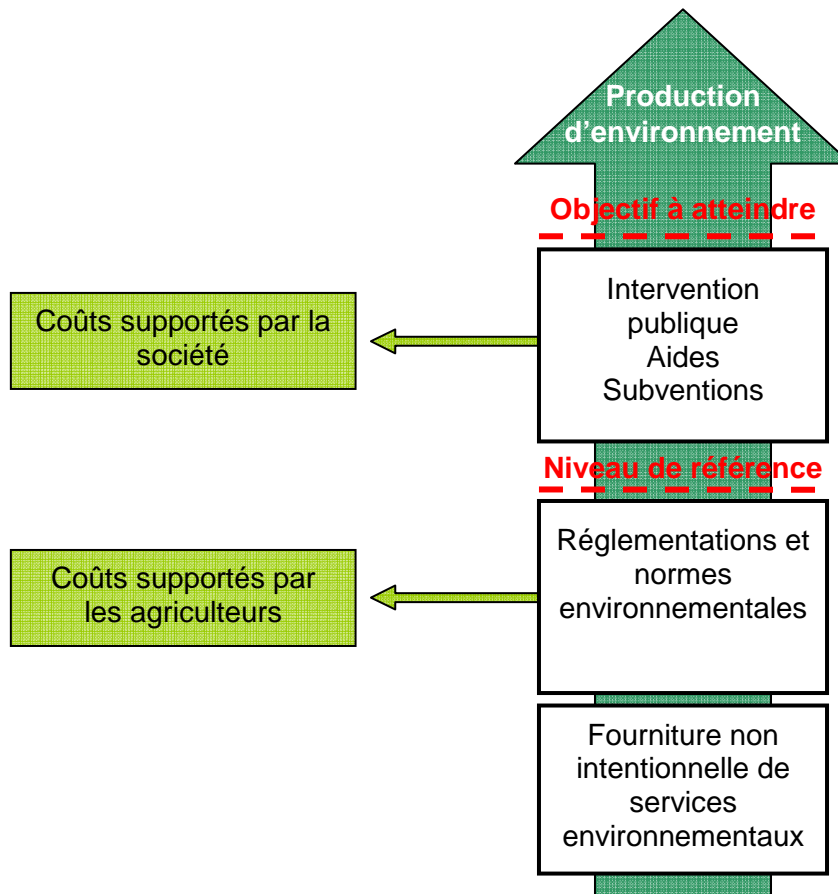 Production
d'environnement
Objectif à atteindre
Intervention
publique
Aides
Subventions
Coûts supportés par la
société
Niveau de référence
Réglementations et
normes
environnementales
Coûts supportés par
les agriculteurs
Fourniture non
intentionnelle de
services
environnementaux